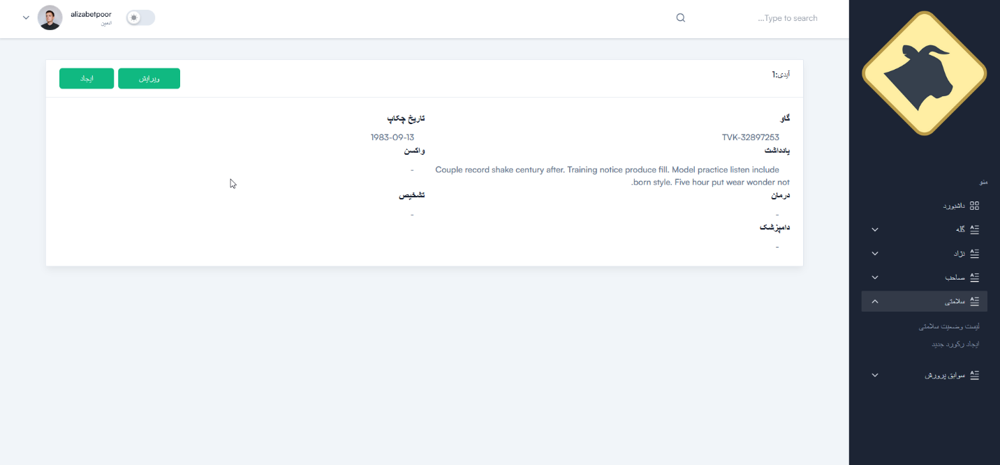 alizabetpoor
ادمین
Type to search...
آیدی:1
ویرایش
ایجاد
گاو
TVK-32897253
تاریخ چکاپ
1983-09-13
یادداشت
Couple record shake century after. Training notice produce fill. Model practice listen include
born style. Five hour put wear wonder not.
واکسن
-
درمان
-
تشخیص
-
دامپزشک
-
منو
داشبورد
گله
نژاد
صاحب
سلامتی
لیست وضعیت سلامتی
ایجاد رکورد جدید
سوابق پرورش